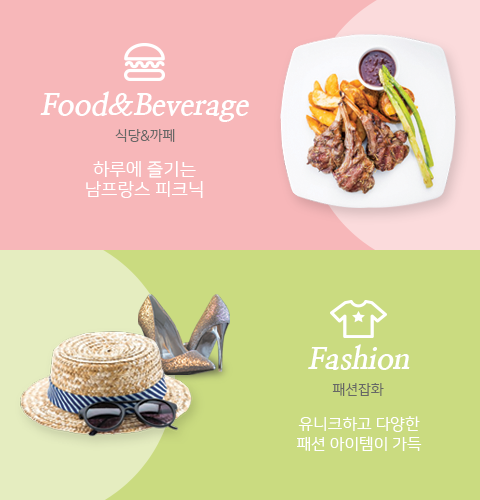 Food&Beverage
식당&까페
하루에 즐기는
남프랑스 피크닉
Fashion
패션잡화
유니크하고 다양한
패션 아이템이 가득